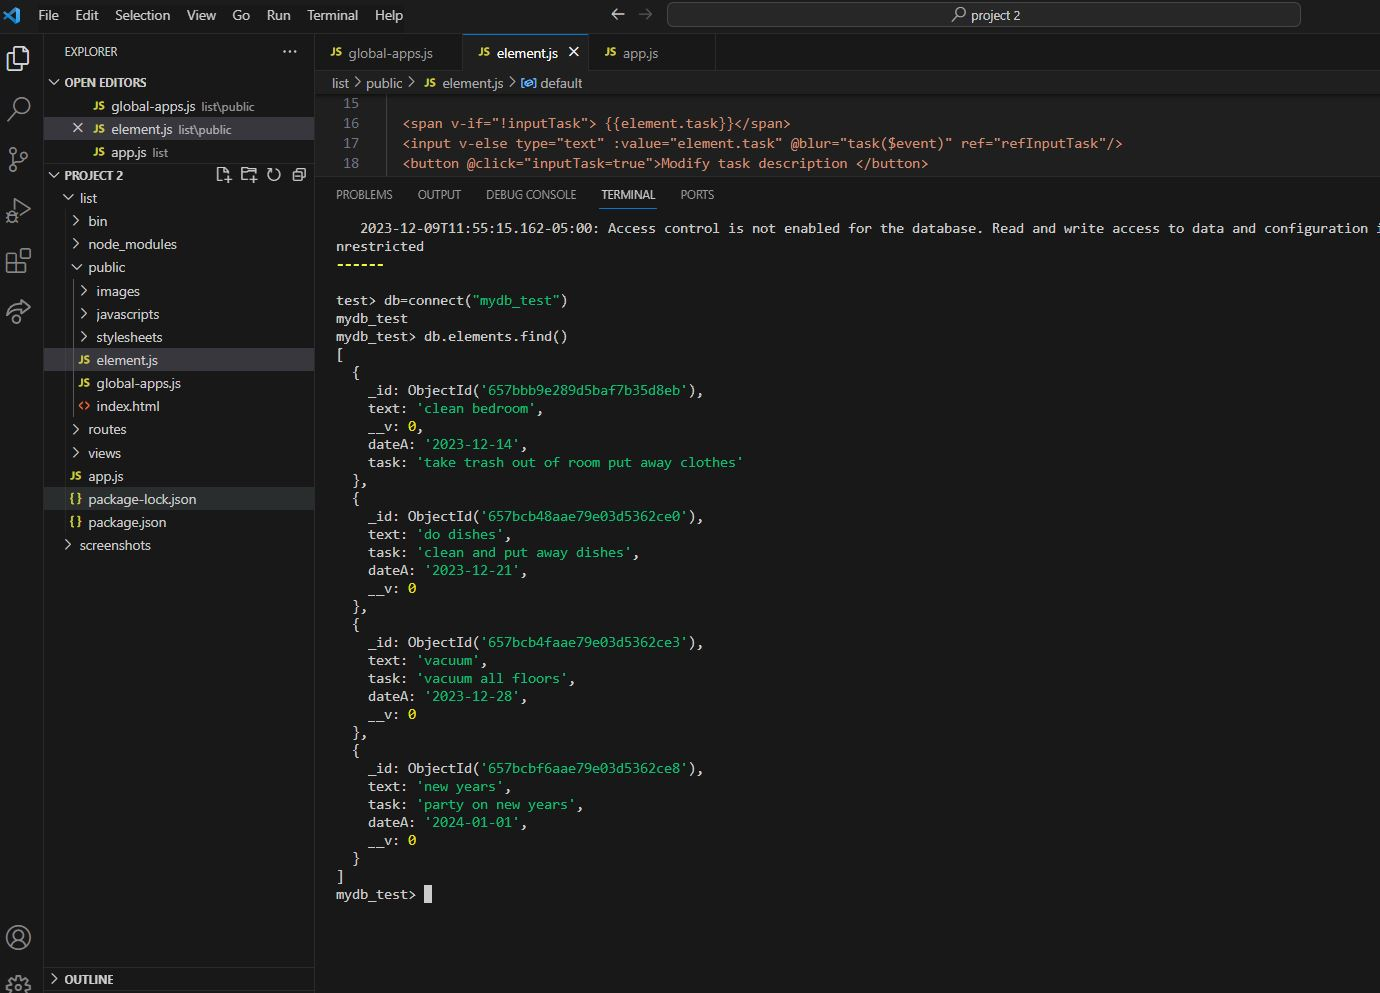 File Edit Selection View Go Run Terminal Help
project 2
EXPLORER
OPEN EDITORS
JS global-apps.js list\public
JS element.js list\public
JS app.js list
PROJECT 2
list
bin
node_modules
public
images
javascripts
stylesheets
JS element.js
JS global-apps.js
<> index.html
routes
views
JS app.js
{} package-lock.json
{} package.json
screenshots
OUTLINE
JS global-apps.js JS element.js JS app.js
list > public > JS element.js > default
15
16 <span v-if="!inputTask"> {{element.task}}</span>
17 <input v-else type="text" :value="element.task" @blur="task($event)" ref="refInputTask"/>
18 <button @click="inputTask=true">Modify task description </button>
PROBLEMS OUTPUT DEBUG CONSOLE TERMINAL PORTS
2023-12-09T11:55:15.162-05:00: Access control is not enabled for the database. Read and write access to data and configuration i
nrestricted
------
test> db=connect("mydb_test")
mydb_test
mydb_test> db.elements.find()
[
{
_id: ObjectId('657bbb9e289d5baf7b35d8eb'),
text: 'clean bedroom',
__v: 0,
dateA: '2023-12-14',
task: 'take trash out of room put away clothes'
},
{
_id: ObjectId('657bcb48aae79e03d5362ce0'),
text: 'do dishes',
task: 'clean and put away dishes',
dateA: '2023-12-21',
__v: 0
},
{
_id: ObjectId('657bcb4faae79e03d5362ce3'),
text: 'vacuum',
task: 'vacuum all floors',
dateA: '2023-12-28',
__v: 0
},
{
_id: ObjectId('657bcbf6aae79e03d5362ce8'),
text: 'new years',
task: 'party on new years',
dateA: '2024-01-01',
__v: 0
}
]
mydb_test>